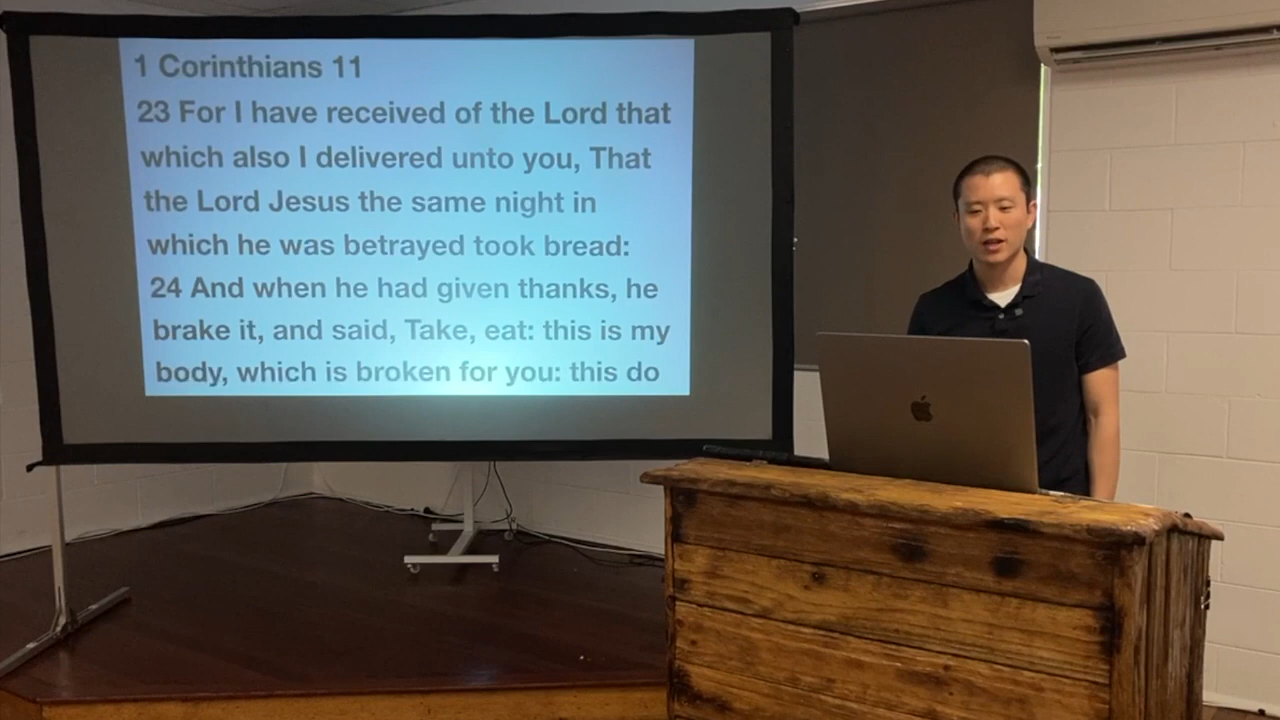 1 Corinthians 11
23 For I have received of the Lord that
which also I delivered unto you, That
the Lord Jesus the same night in
which he was betrayed took bread:
24 And when he had given thanks, he
brake it, and said, Take, eat: this is my
body, which is broken for you: this do